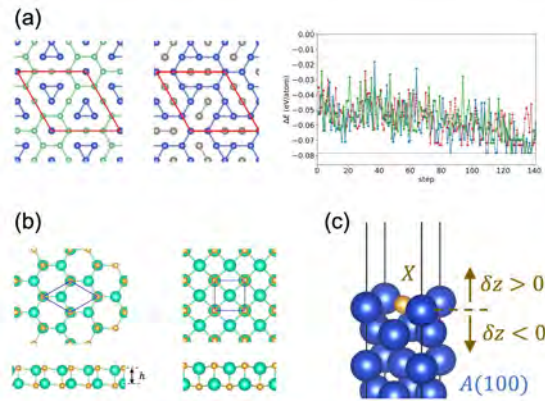 (a)
ΔE (eV/atom)
0.00
−0.01
−0.02
−0.03
−0.04
−0.05
−0.06
−0.07
−0.08
0 20 40 60 80 100 120 140
step
(b)
h
(c)
X
δz > 0
δz < 0
A(100)